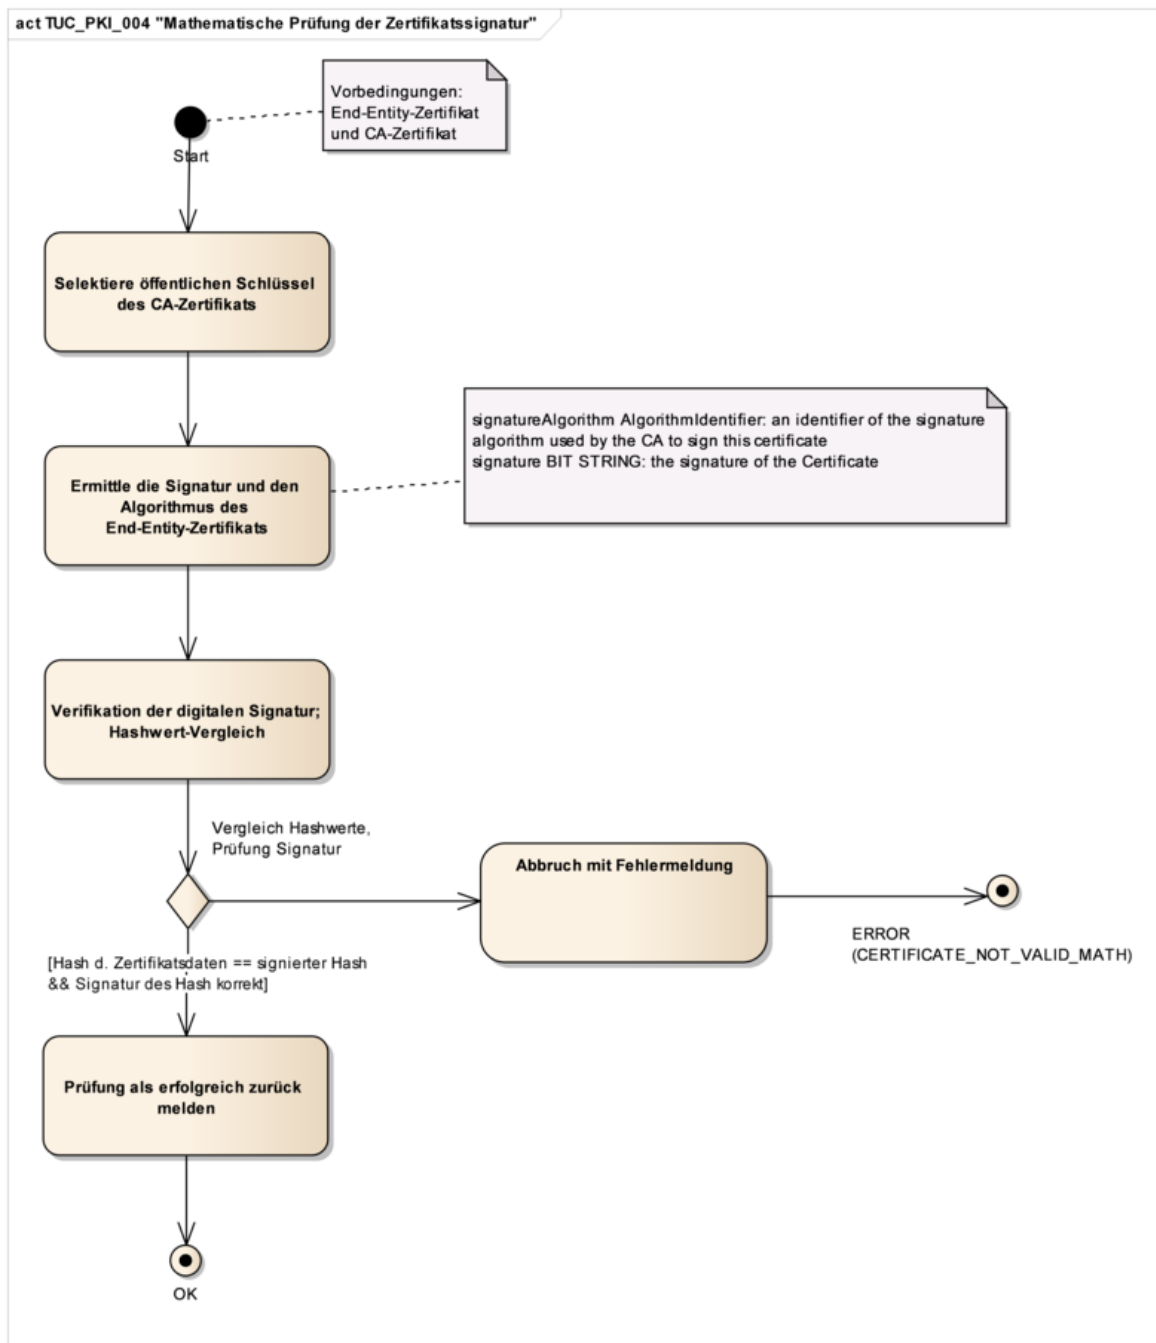 act TUC_PKI_004 "Mathematische Prüfung der Zertifikatssignatur"
Vorbedingungen:
End-Entity-Zertifikat
und CA-Zertifikat
Start
Selektiere öffentlichen Schlüssel
des CA-Zertifikats
signatureAlgorithm AlgorithmIdentifier: an identifier of the signature
algorithm used by the CA to sign this certificate
signature BIT STRING: the signature of the Certificate
Ermittle die Signatur und den
Algorithmus des
End-Entity-Zertifikats
Verifikation der digitalen Signatur;
Hashwert-Vergleich
Vergleich Hashwerte,
Prüfung Signatur
Abbruch mit Fehlermeldung
ERROR
(CERTIFICATE_NOT_VALID_MATH)
[Hash d. Zertifikatsdaten == signierter Hash
&& Signatur des Hash korrekt]
Prüfung als erfolgreich zurück
melden
OK